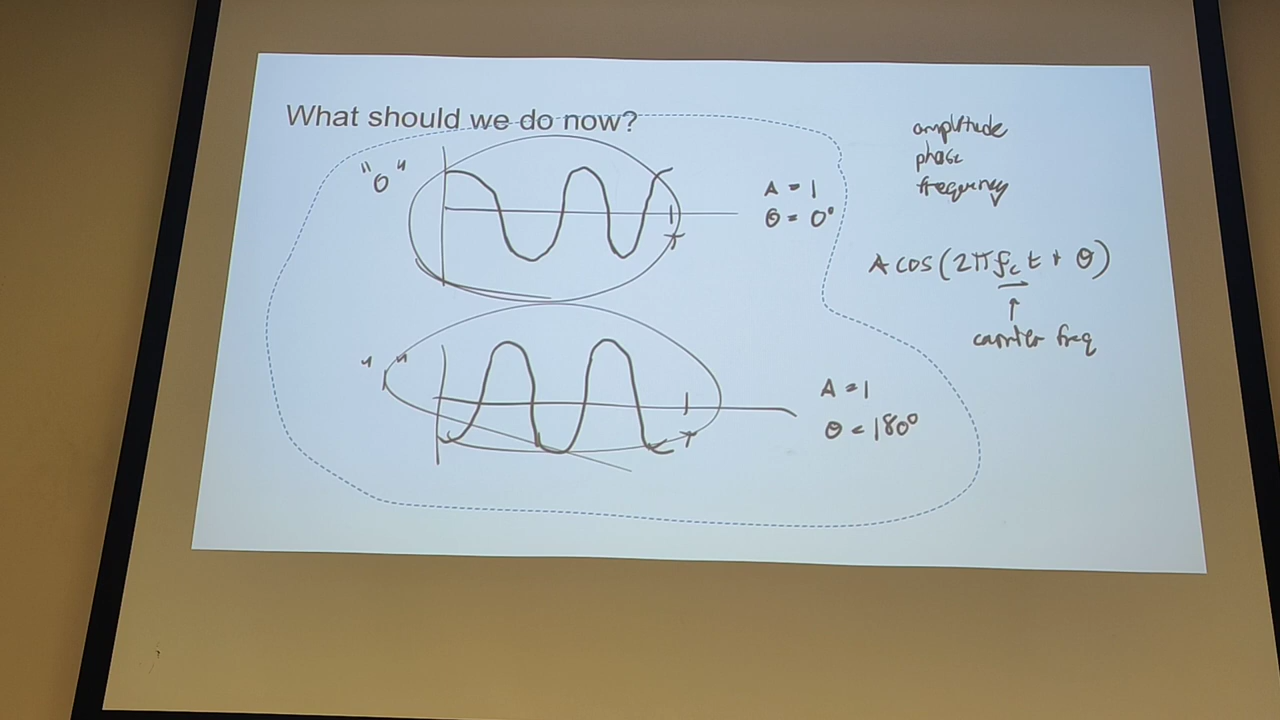 What should we do now?
"0"
A = 1
θ = 0°
T
"1"
A = 1
θ = 180°
T
amplitude
phase
frequency
A cos (2πf_c t + θ)
↑
carrier freq